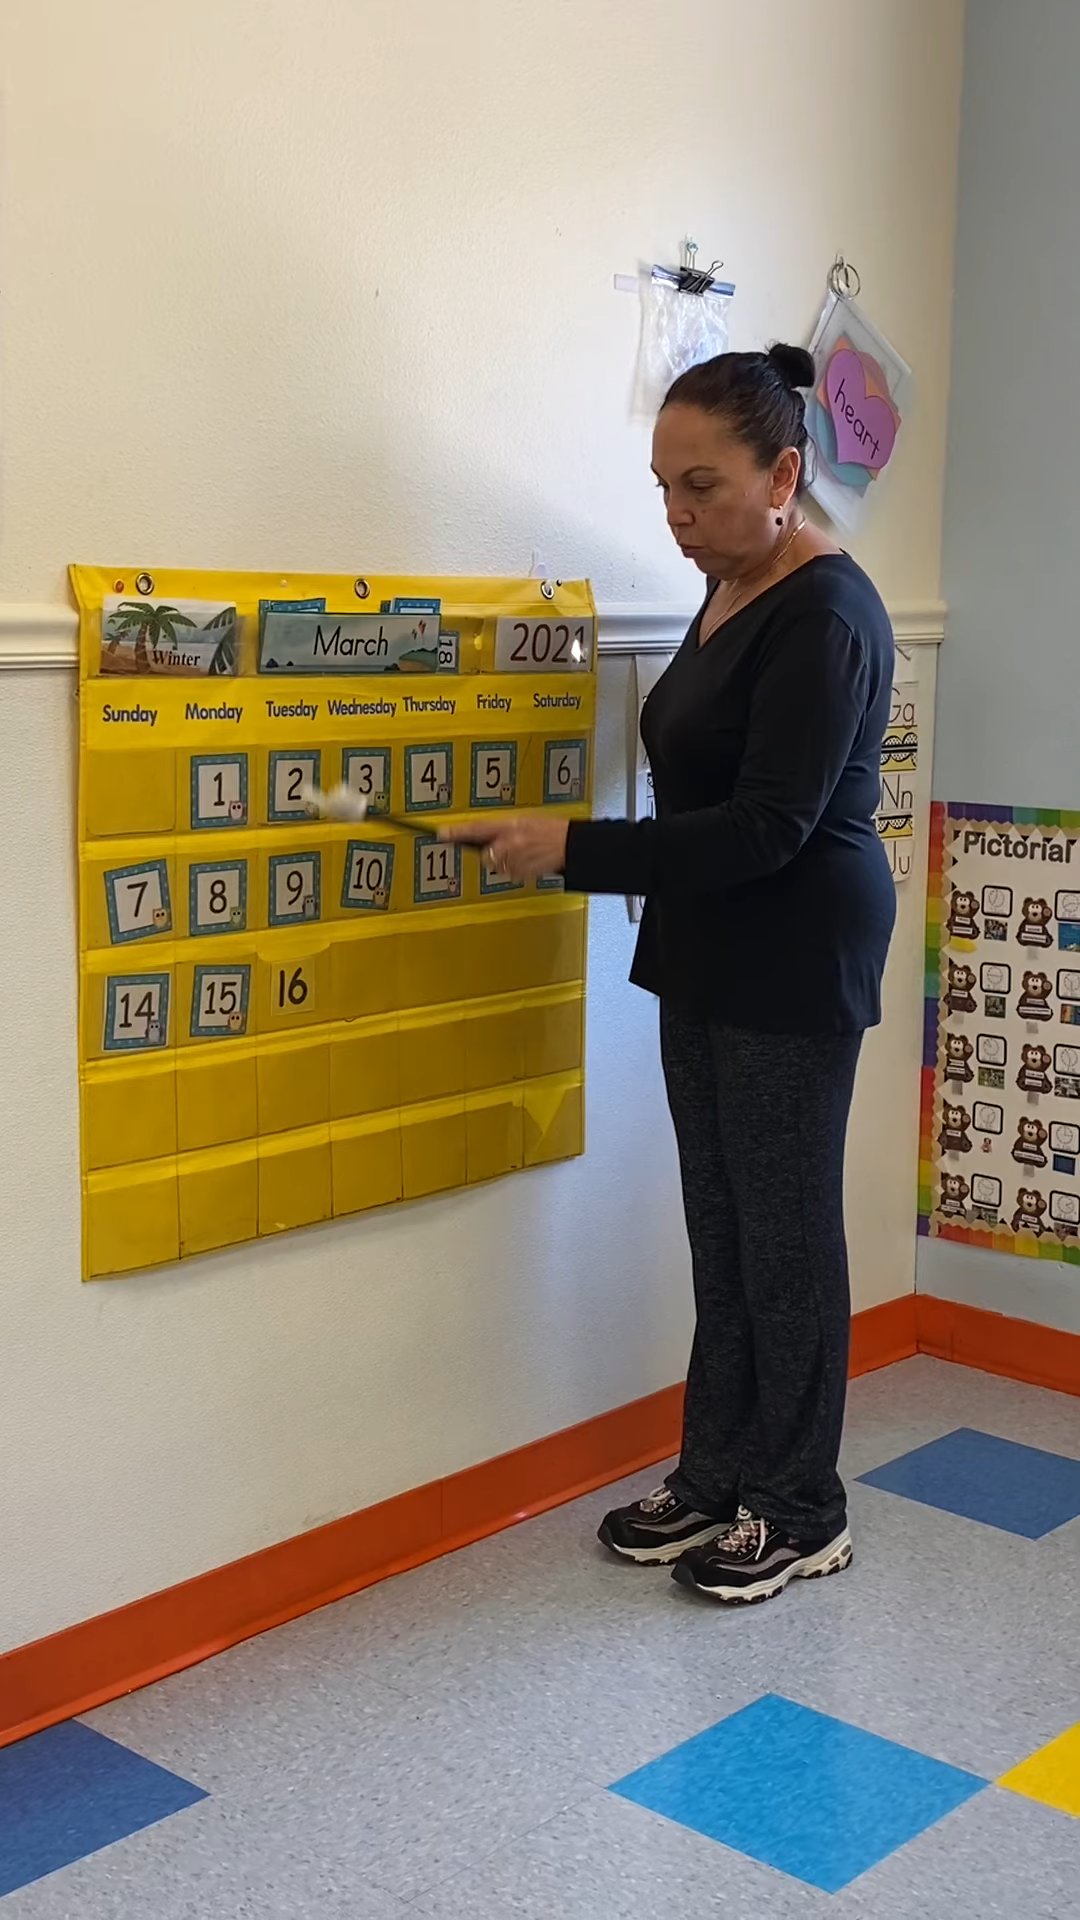 heart
Winter
March
18
2021
Sunday Monday Tuesday Wednesday Thursday Friday Saturday
1 2 3 4 5 6
7 8 9 10 11
14 15 16
Gg
Nn
Pictorial